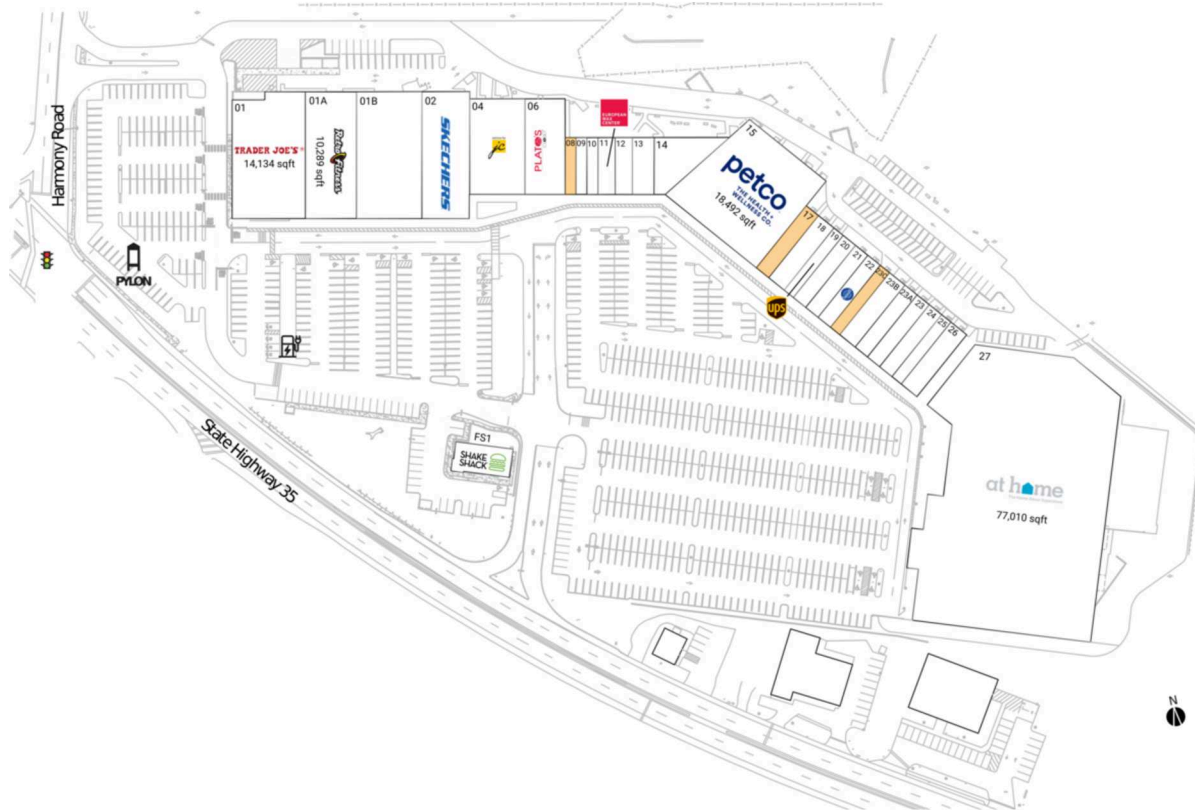 Harmony Road
PYLON
State Highway 35
01
TRADER JOE'S
14,134 sqft
01A
Retro Fitness
10,289 sqft
01B
02
SKECHERS
04
06
PLATO'S
08
09
10
11
12
13
14
EUROPEAN
WAX
CENTER
15
petco
THE HEALTH +
WELLNESS CO.
18,492 sqft
17
18
19
20
21
22
23C
23B
23A
23
24
25
26
ups
27
at home
77,010 sqft
FS1
SHAKE
SHACK
N